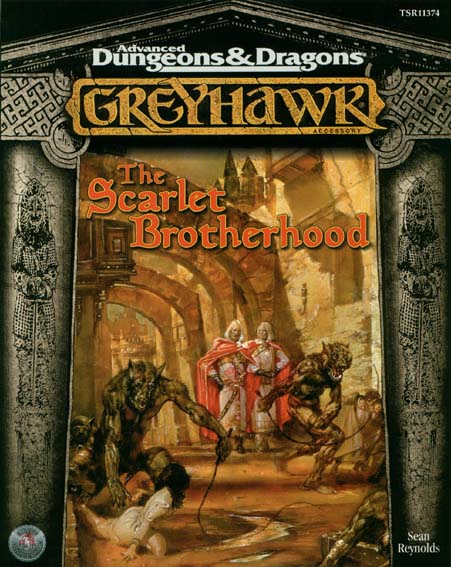 TSR11374
Advanced
Dungeons&Dragons
GREYHAWK
ACCESSORY
The
Scarlet
Brotherhood
Sean
Reynolds